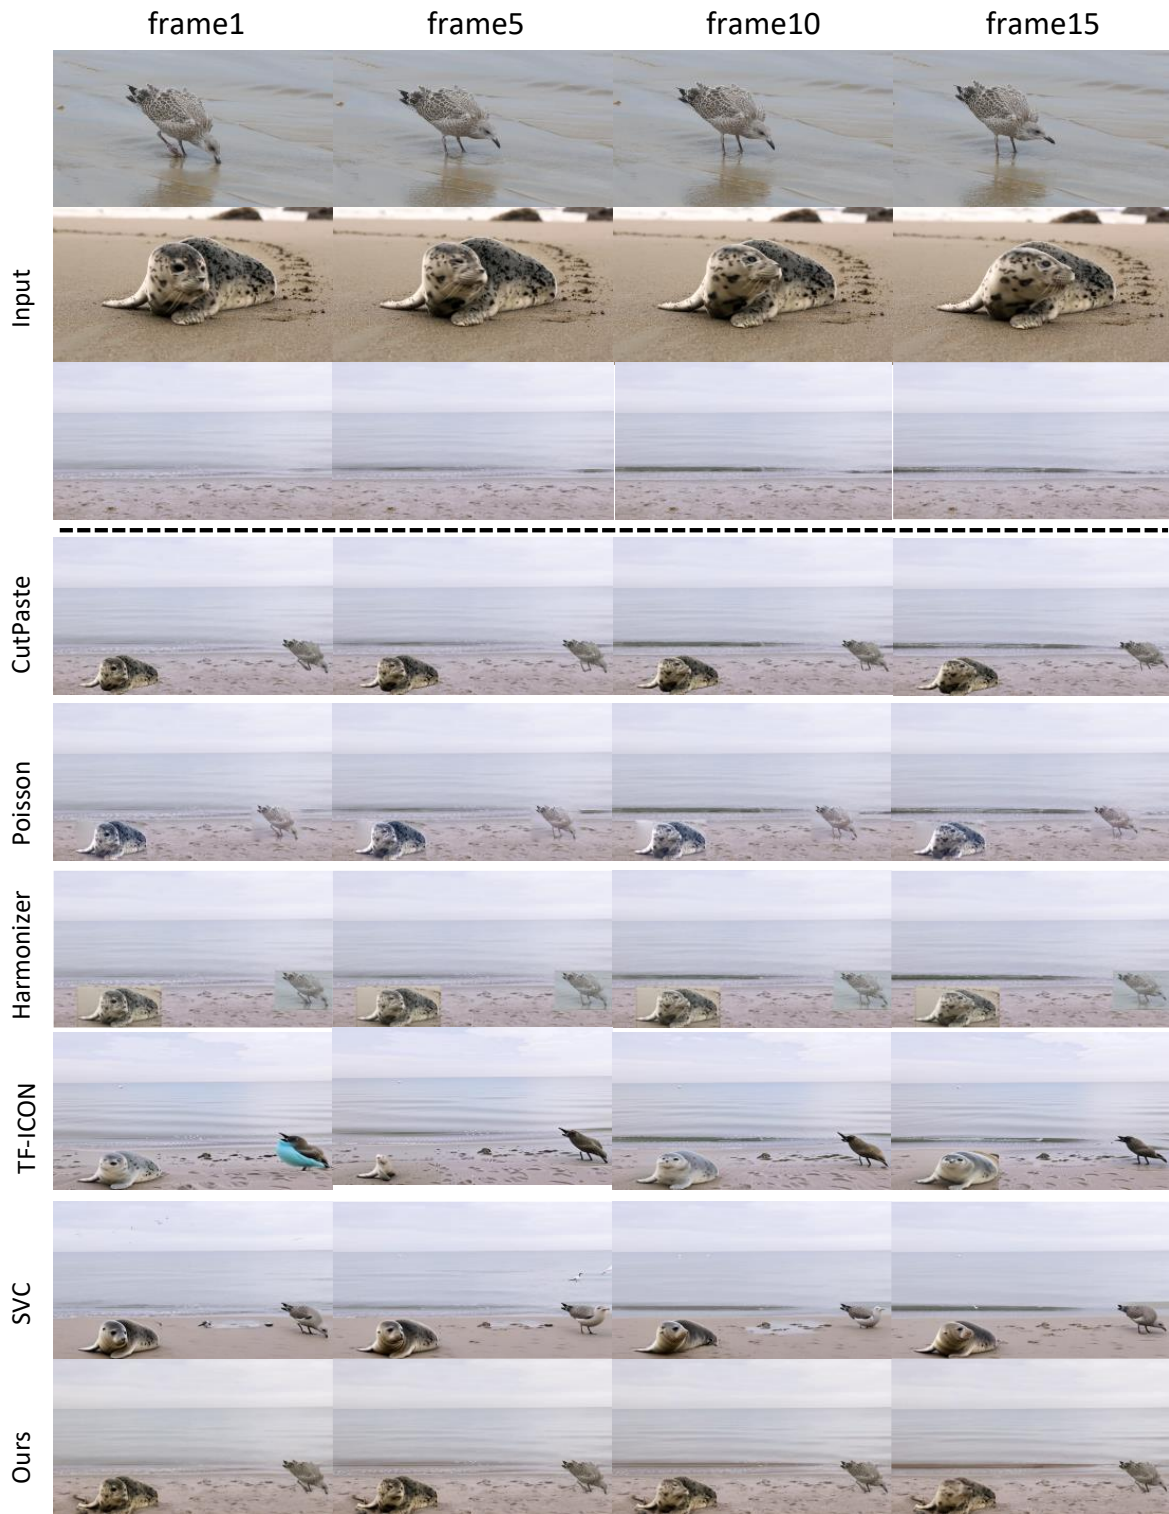 frame1 frame5 frame10 frame15
Input
CutPaste
Poisson
Harmonizer
TF-ICON
SVC
Ours